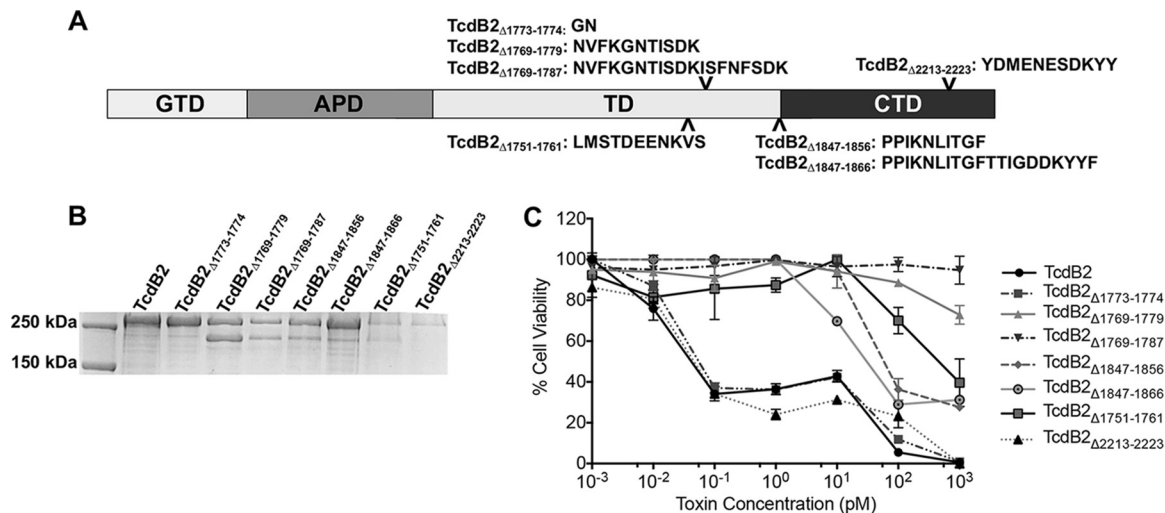 A
TcdB2Δ1773-1774: GN
TcdB2Δ1769-1779: NVFKGNTISDK
TcdB2Δ1769-1787: NVFKGNTISDKISFNFSDK
TcdB2Δ2213-2223: YDMENESDKYY
GTD APD TD CTD
TcdB2Δ1751-1761: LMSTDEENKVS
TcdB2Δ1847-1856: PPIKNLITGF
TcdB2Δ1847-1866: PPIKNLITGFTTIGDDKYYF
B
TcdB2
TcdB2Δ1773-1774
TcdB2Δ1769-1779
TcdB2Δ1769-1787
TcdB2Δ1847-1856
TcdB2Δ1847-1866
TcdB2Δ1751-1761
TcdB2Δ2213-2223
250 kDa
150 kDa
C
% Cell Viability
120
100
80
60
40
20
0
10-3 10-2 10-1 100 101 102 103
Toxin Concentration (pM)
TcdB2
TcdB2Δ1773-1774
TcdB2Δ1769-1779
TcdB2Δ1769-1787
TcdB2Δ1847-1856
TcdB2Δ1847-1866
TcdB2Δ1751-1761
TcdB2Δ2213-2223